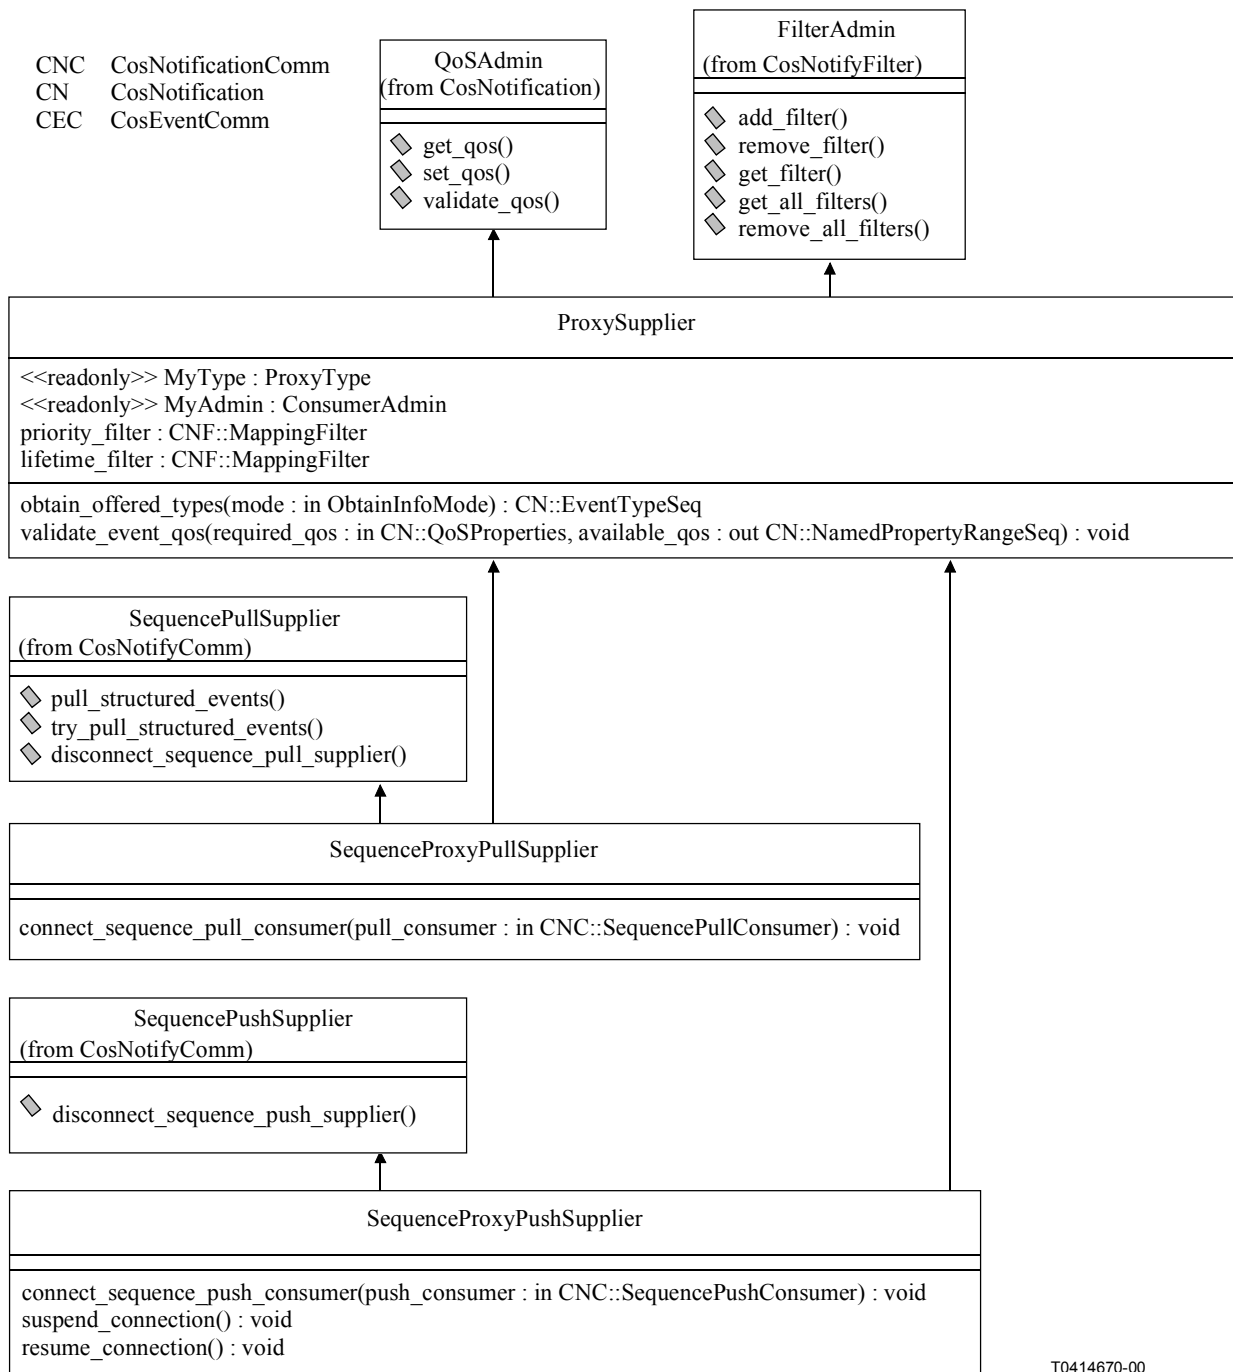 CNC CosNotificationComm
CN CosNotification
CEC CosEventComm
QoSAdmin
(from CosNotification)
get_qos()
set_qos()
validate_qos()
FilterAdmin
(from CosNotifyFilter)
add_filter()
remove_filter()
get_filter()
get_all_filters()
remove_all_filters()
ProxySupplier
<<readonly>> MyType : ProxyType
<<readonly>> MyAdmin : ConsumerAdmin
priority_filter : CNF::MappingFilter
lifetime_filter : CNF::MappingFilter
obtain_offered_types(mode : in ObtainInfoMode) : CN::EventTypeSeq
validate_event_qos(required_qos : in CN::QoSProperties, available_qos : out CN::NamedPropertyRangeSeq) : void
SequencePullSupplier
(from CosNotifyComm)
pull_structured_events()
try_pull_structured_events()
disconnect_sequence_pull_supplier()
SequenceProxyPullSupplier
connect_sequence_pull_consumer(pull_consumer : in CNC::SequencePullConsumer) : void
SequencePushSupplier
(from CosNotifyComm)
disconnect_sequence_push_supplier()
SequenceProxyPushSupplier
connect_sequence_push_consumer(push_consumer : in CNC::SequencePushConsumer) : void
suspend_connection() : void
resume_connection() : void
T0414670-00